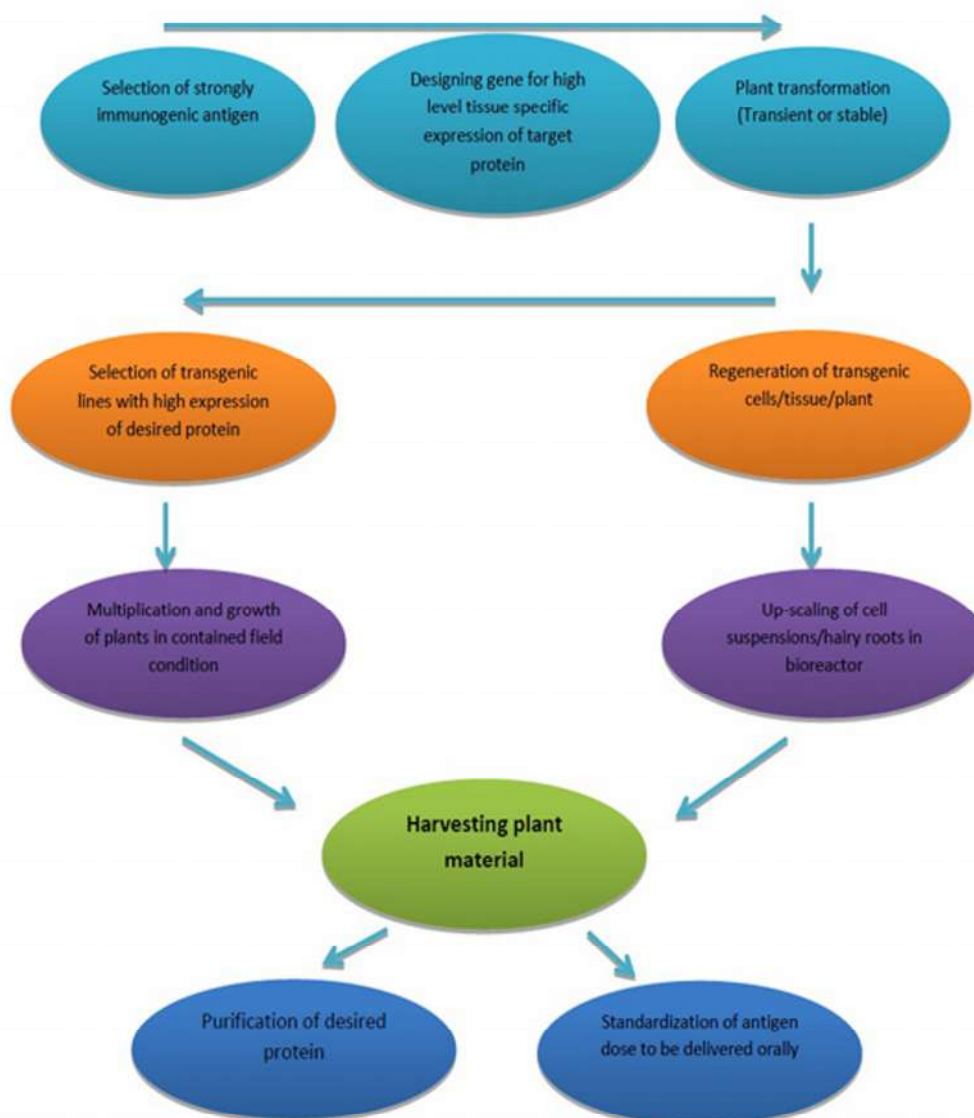 Selection of strongly
immunogenic antigen
Designing gene for high
level tissue specific
expression of target
protein
Plant transformation
(Transient or stable)
Selection of transgenic
lines with high expression
of desired protein
Regeneration of transgenic
cells/tissue/plant
Multiplication and growth
of plants in contained field
condition
Up-scaling of cell
suspensions/hairy roots in
bioreactor
Harvesting plant
material
Purification of desired
protein
Standardization of antigen
dose to be delivered orally